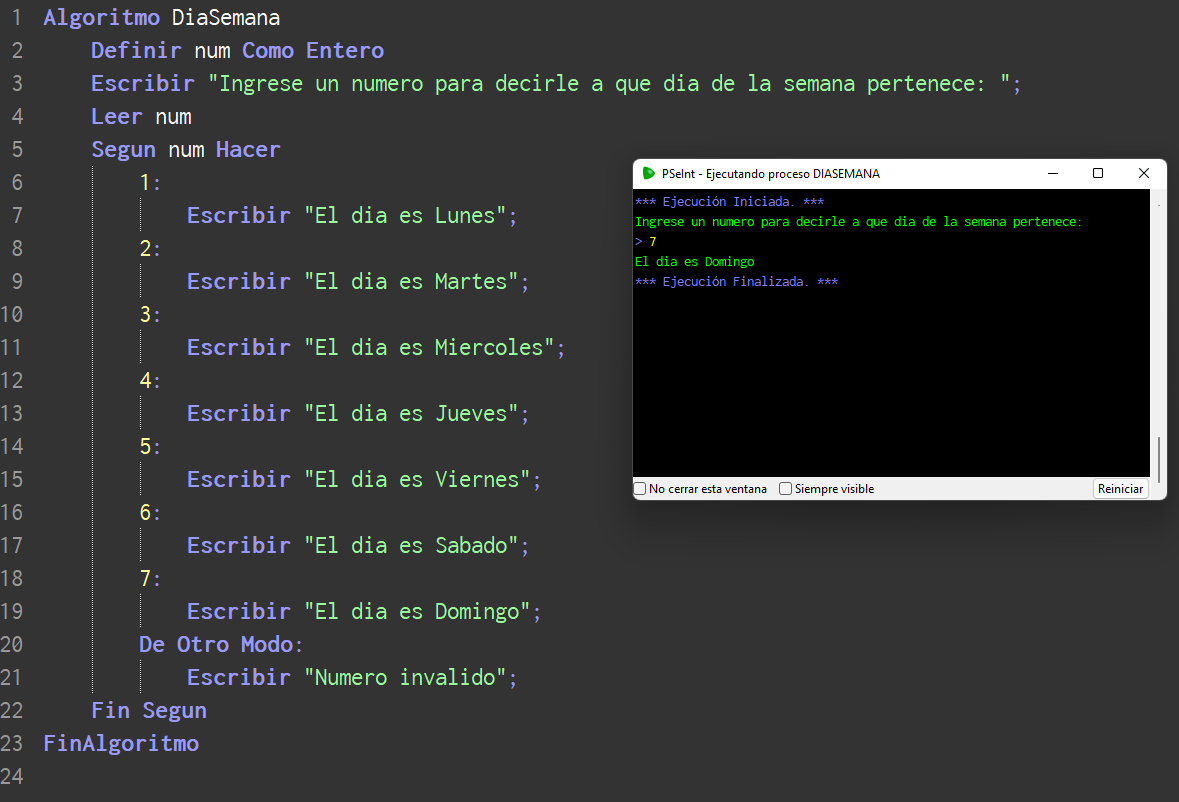 1 Algoritmo DiaSemana
2 Definir num Como Entero
3 Escribir "Ingrese un numero para decirle a que dia de la semana pertenece: ";
4 Leer num
5 Segun num Hacer
6 1:
7 Escribir "El dia es Lunes";
8 2:
9 Escribir "El dia es Martes";
10 3:
11 Escribir "El dia es Miercoles";
12 4:
13 Escribir "El dia es Jueves";
14 5:
15 Escribir "El dia es Viernes";
16 6:
17 Escribir "El dia es Sabado";
18 7:
19 Escribir "El dia es Domingo";
20 De Otro Modo:
21 Escribir "Numero invalido";
22 Fin Segun
23 FinAlgoritmo
24
PSeInt - Ejecutando proceso DIASEMANA
*** Ejecución Iniciada. ***
Ingrese un numero para decirle a que dia de la semana pertenece:
> 7
El dia es Domingo
*** Ejecución Finalizada. ***
No cerrar esta ventana Siempre visible Reiniciar